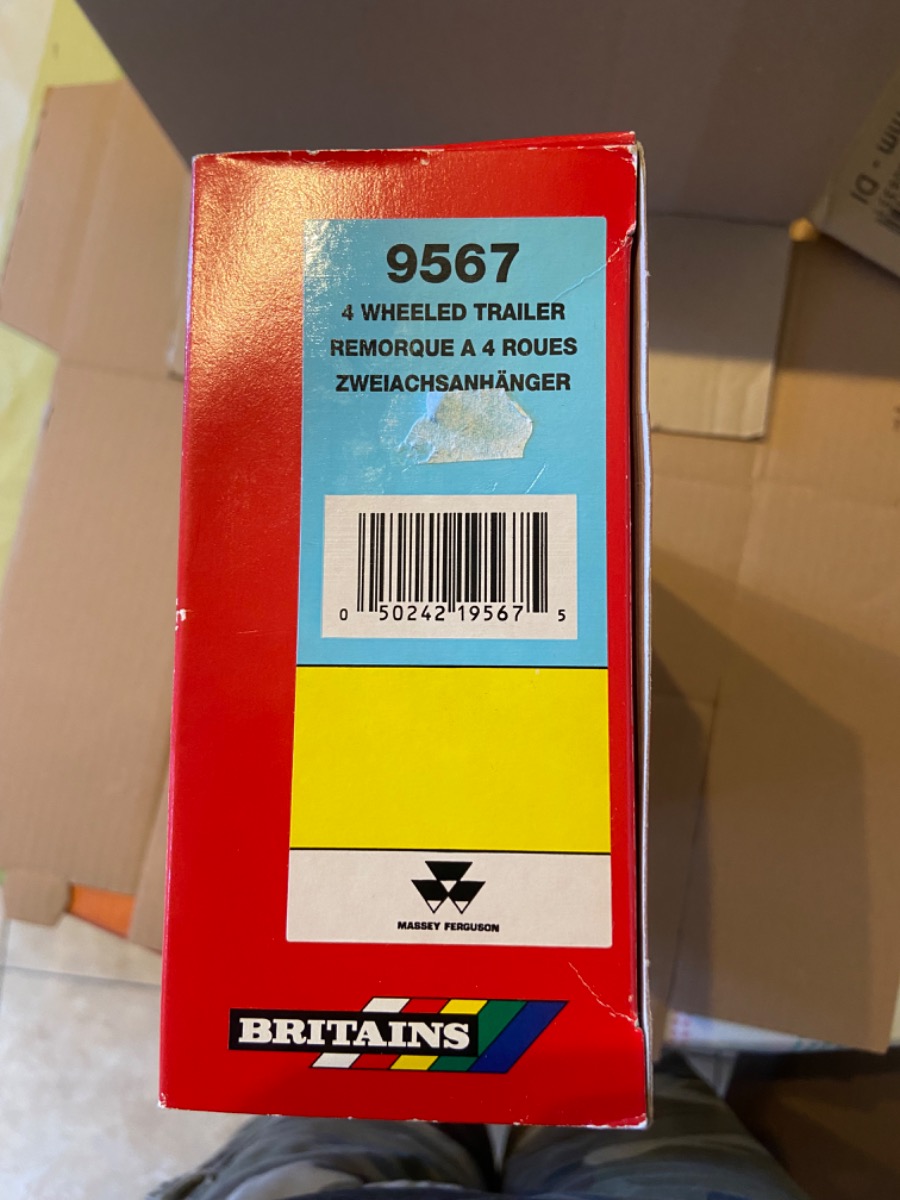 9567
4 WHEELED TRAILER
REMORQUE A 4 ROUES
ZWEIACHSANHÄNGER
0 50242 19567 5
MASSEY FERGUSON
BRITAINS